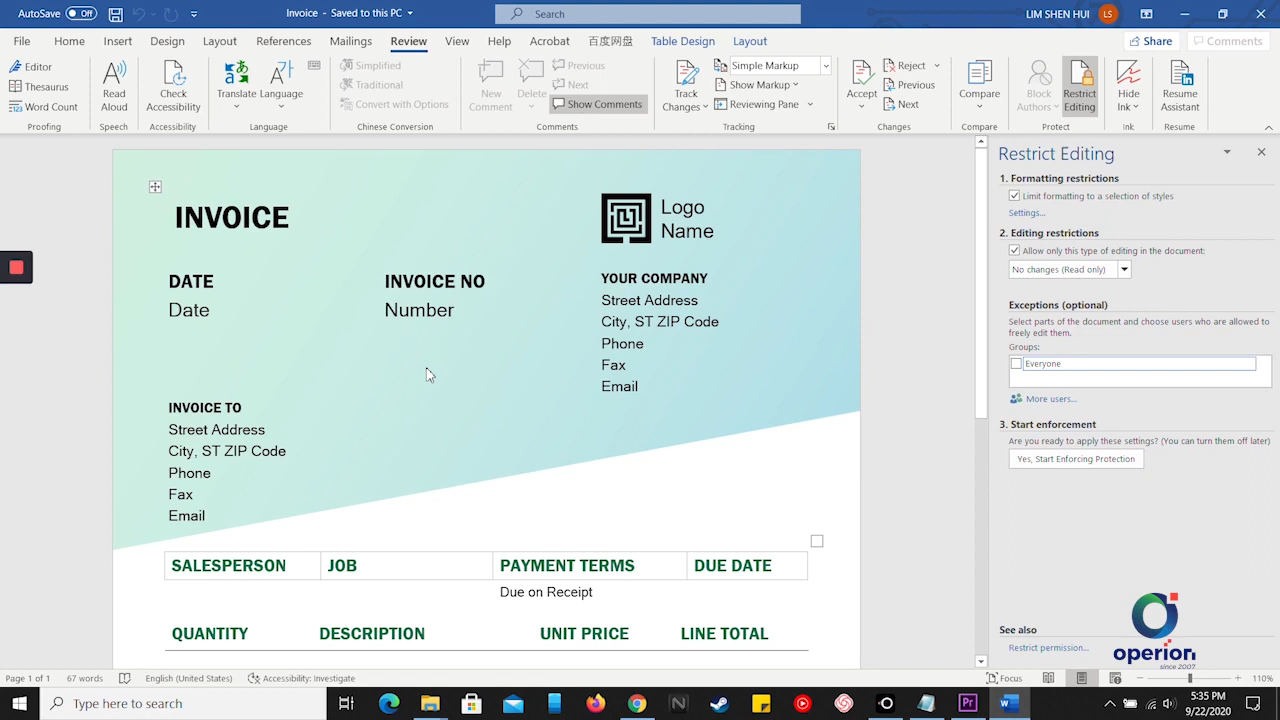 AutoSave Off
Invoice - Saved to this PC
Search
LIM SHEN HUI LS
File Home Insert Design Layout References Mailings Review View Help Acrobat 百度网盘 Table Design Layout
Share Comments
Editor
Thesaurus
Word Count
Proofing
Read Aloud
Speech
Check Accessibility
Accessibility
Translate Language
Language
Simplified
Traditional
Convert with Options
Chinese Conversion
New Comment
Delete
Previous
Next
Show Comments
Comments
Track Changes
Simple Markup
Show Markup
Reviewing Pane
Tracking
Accept
Reject
Previous
Next
Changes
Compare
Compare
Block Authors
Restrict Editing
Protect
Hide Ink
Ink
Resume Assistant
Resume
INVOICE
Logo
Name
DATE
Date
INVOICE NO
Number
YOUR COMPANY
Street Address
City, ST ZIP Code
Phone
Fax
Email
INVOICE TO
Street Address
City, ST ZIP Code
Phone
Fax
Email
SALESPERSON JOB PAYMENT TERMS DUE DATE
Due on Receipt
QUANTITY DESCRIPTION UNIT PRICE LINE TOTAL
Restrict Editing
1. Formatting restrictions
Limit formatting to a selection of styles
Settings...
2. Editing restrictions
Allow only this type of editing in the document:
No changes (Read only)
Exceptions (optional)
Select parts of the document and choose users who are allowed to
freely edit them.
Groups:
Everyone
More users...
3. Start enforcement
Are you ready to apply these settings? (You can turn them off later)
Yes, Start Enforcing Protection
See also
Restrict permission...
operion
since 2007
Page 1 of 1 67 words English (United States) Accessibility: Investigate
Focus 110%
Type here to search
5:35 PM
9/22/2020